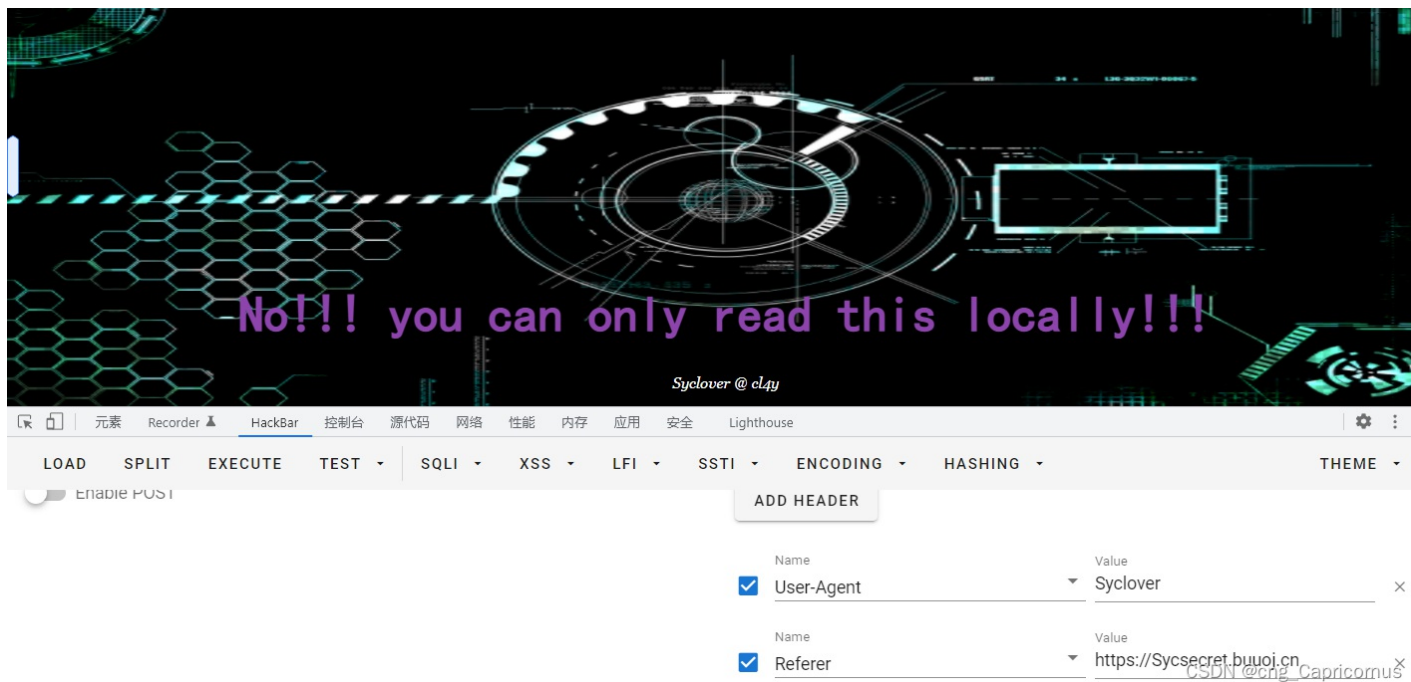 No!!! you can only read this locally!!!
Syclover @ cl4y
元素 Recorder HackBar 控制台 源代码 网络 性能 内存 应用 安全 Lighthouse
LOAD SPLIT EXECUTE TEST SQLI XSS LFI SSTI ENCODING HASHING THEME
Enable POST
ADD HEADER
Name Value
User-Agent Syclover
Name Value
Referer https://Sycsecret.buuoj.cn
CSDN @cng_Capricornus